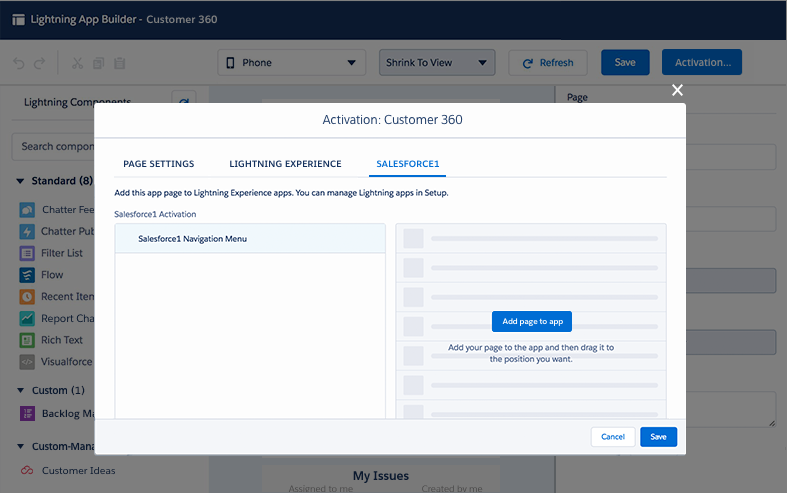 Lightning App Builder - Customer 360
Phone
Shrink To View
Refresh
Save
Activation...
Lightning Components
Page
Search compon
Standard (8)
Chatter Fee
Chatter Pub
Filter List
Flow
Recent Item
Report Cha
Rich Text
Visualforce
Custom (1)
Backlog Ma
Custom-Mana
Customer Ideas
Activation: Customer 360
PAGE SETTINGS
LIGHTNING EXPERIENCE
SALESFORCE1
Add this app page to Lightning Experience apps. You can manage Lightning apps in Setup.
Salesforce1 Activation
Salesforce1 Navigation Menu
Add page to app
Add your page to the app and then drag it to
the position you want.
Cancel
Save
My Issues
Assigned to me
Created by me